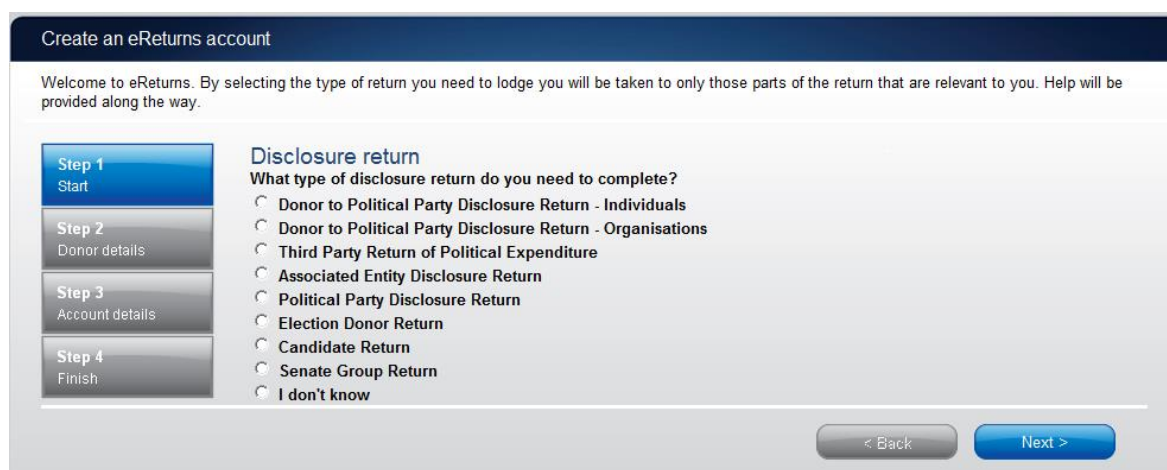 Create an eReturns account
Welcome to eReturns. By selecting the type of return you need to lodge you will be taken to only those parts of the return that are relevant to you. Help will be
provided along the way.
Step 1
Start
Step 2
Donor details
Step 3
Account details
Step 4
Finish
Disclosure return
What type of disclosure return do you need to complete?
Donor to Political Party Disclosure Return - Individuals
Donor to Political Party Disclosure Return - Organisations
Third Party Return of Political Expenditure
Associated Entity Disclosure Return
Political Party Disclosure Return
Election Donor Return
Candidate Return
Senate Group Return
I don't know
< Back
Next >